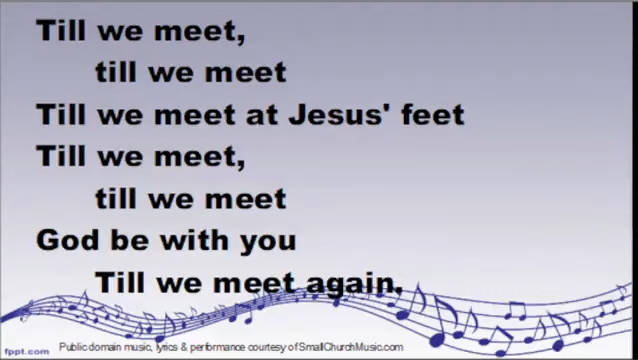 Till we meet,
till we meet
Till we meet at Jesus' feet
Till we meet,
till we meet
God be with you
Till we meet again.
fppt.com
Public domain music, lyrics & performance courtesy of SmallChurchMusic.com